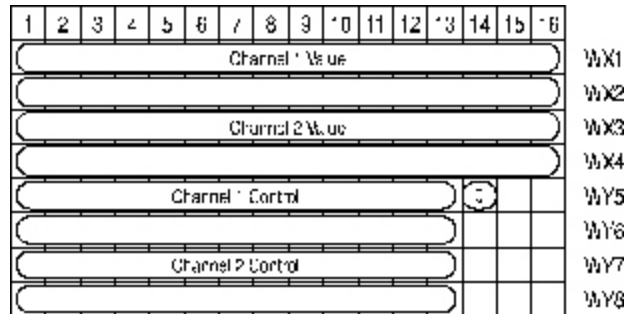 1 2 3 4 5 6 7 8 9 10 11 12 13 14 15 16
Channel 1 Value WX1
WX2
Channel 2 Value WX3
WX4
Channel 1 Control WY5
WY6
Channel 2 Control WY7
WY8